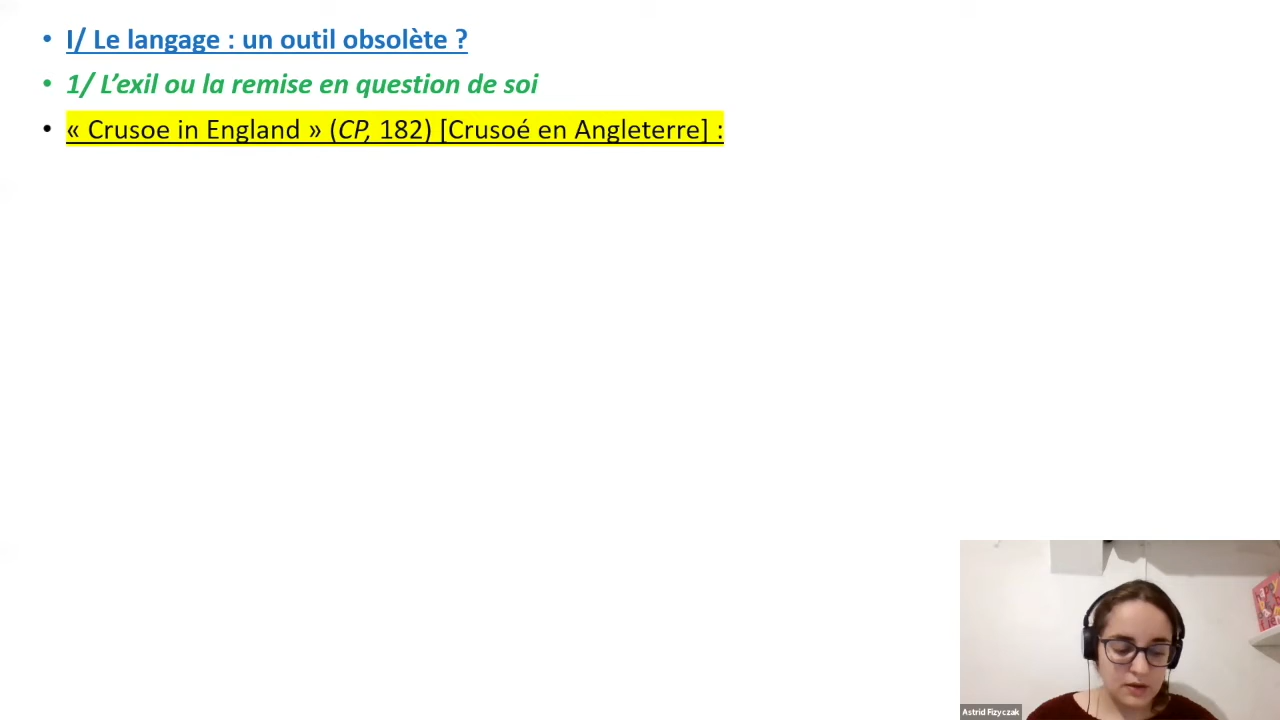 • I/ Le langage : un outil obsolète ?
• 1/ L’exil ou la remise en question de soi
• « Crusoe in England » (CP, 182) [Crusoé en Angleterre] :
Astrid Fizyczak